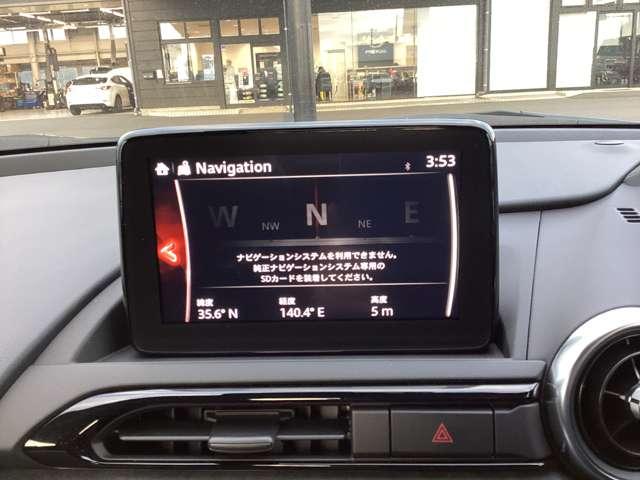 Navigation
3:53
W NW N NE E
ナビゲーションシステムを利用できません。
純正ナビゲーションシステム専用の
SDカードを装着してください。
緯度 経度 高度
35.6° N 140.4° E 5 m